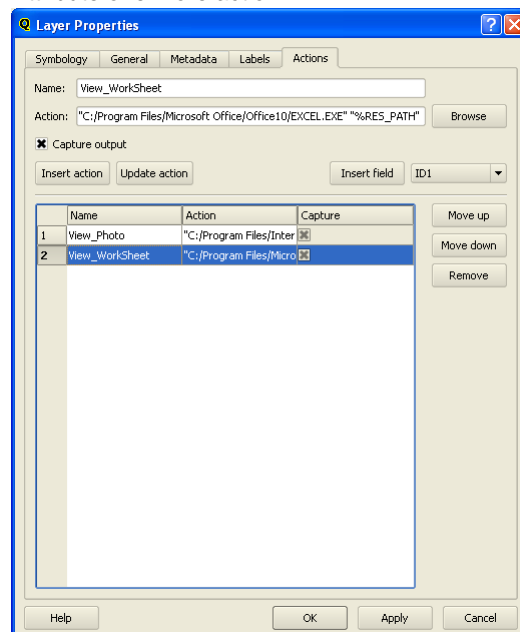 Layer Properties
Symbology General Metadata Labels Actions
Name: View_WorkSheet
Action: "C:/Program Files/Microsoft Office/Office10/EXCEL.EXE" "%RES_PATH" Browse
Capture output
Insert action Update action Insert field ID1
Name Action Capture Move up
1 View_Photo "C:/Program Files/Inter
Move down
2 View_WorkSheet "C:/Program Files/Micro
Remove
Help OK Apply Cancel